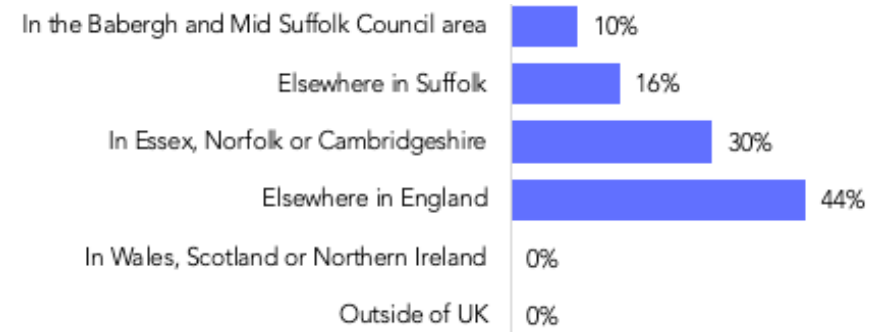 In the Babergh and Mid Suffolk Council area 10%
Elsewhere in Suffolk 16%
In Essex, Norfolk or Cambridgeshire 30%
Elsewhere in England 44%
In Wales, Scotland or Northern Ireland 0%
Outside of UK 0%